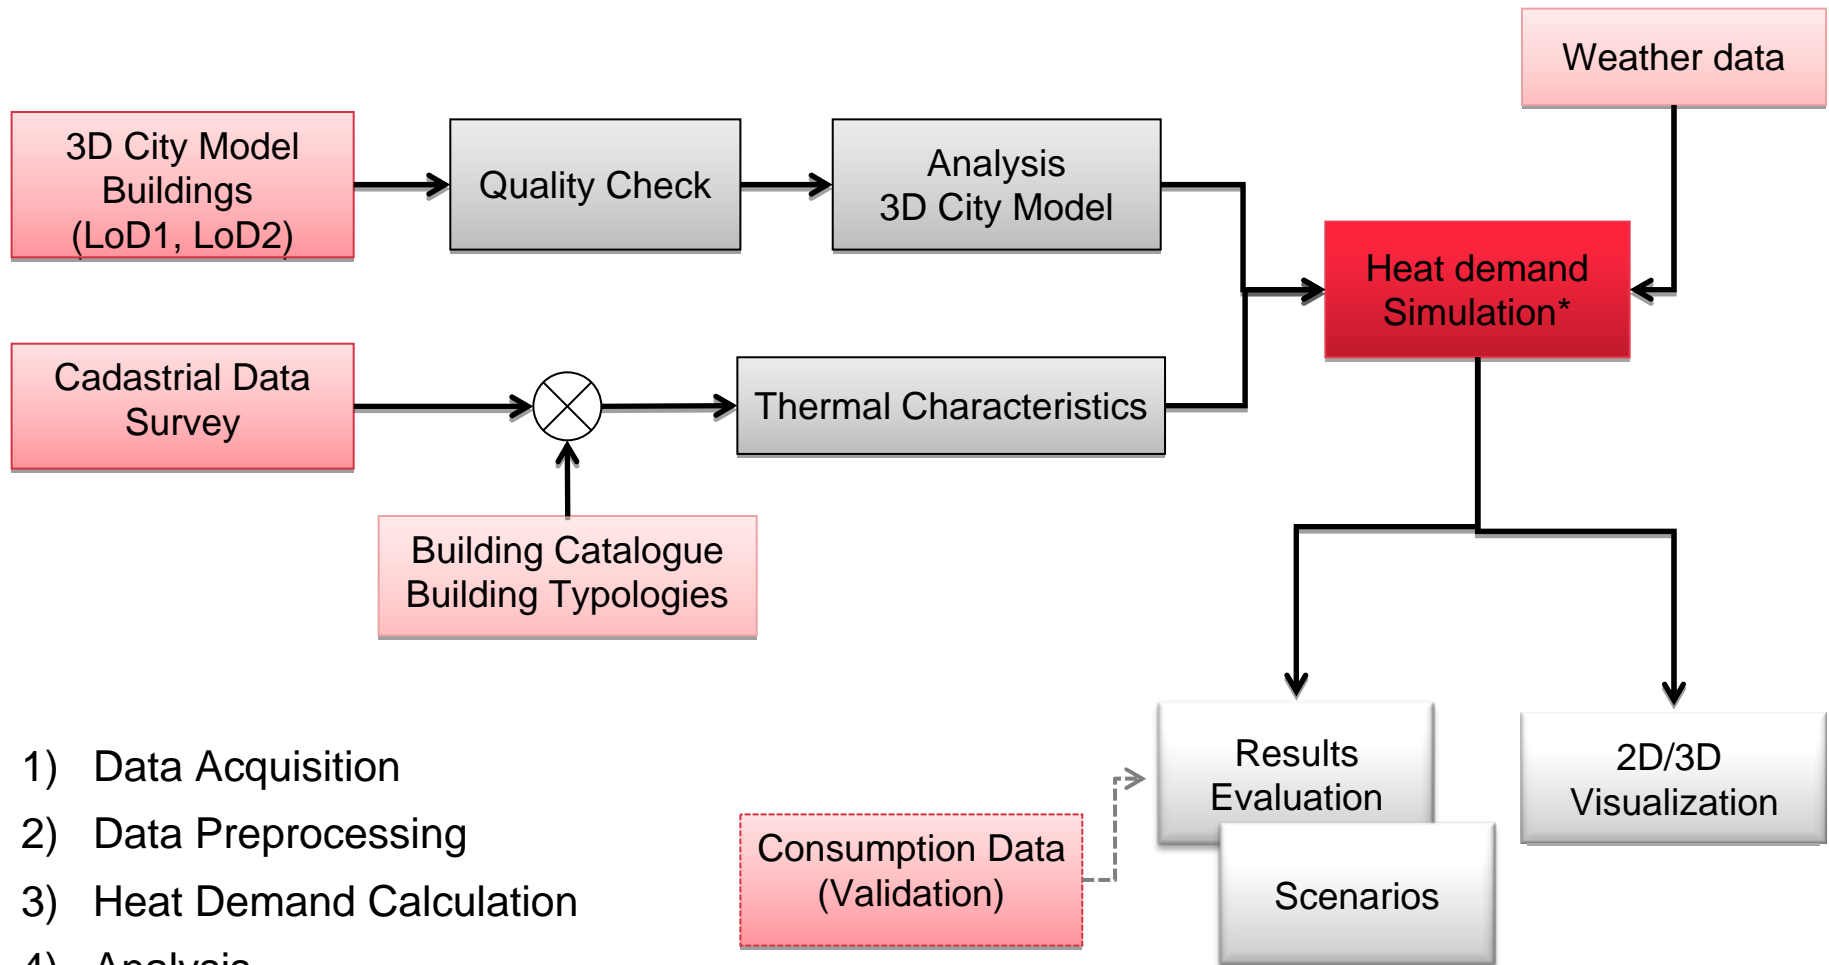 Weather data
3D City Model
Buildings
(LoD1, LoD2)
Quality Check
Analysis
3D City Model
Heat demand
Simulation*
Cadastrial Data
Survey
Thermal Characteristics
Building Catalogue
Building Typologies
Results
Evaluation
2D/3D
Visualization
Consumption Data
(Validation)
Scenarios
1) Data Acquisition
2) Data Preprocessing
3) Heat Demand Calculation
4) Analysis